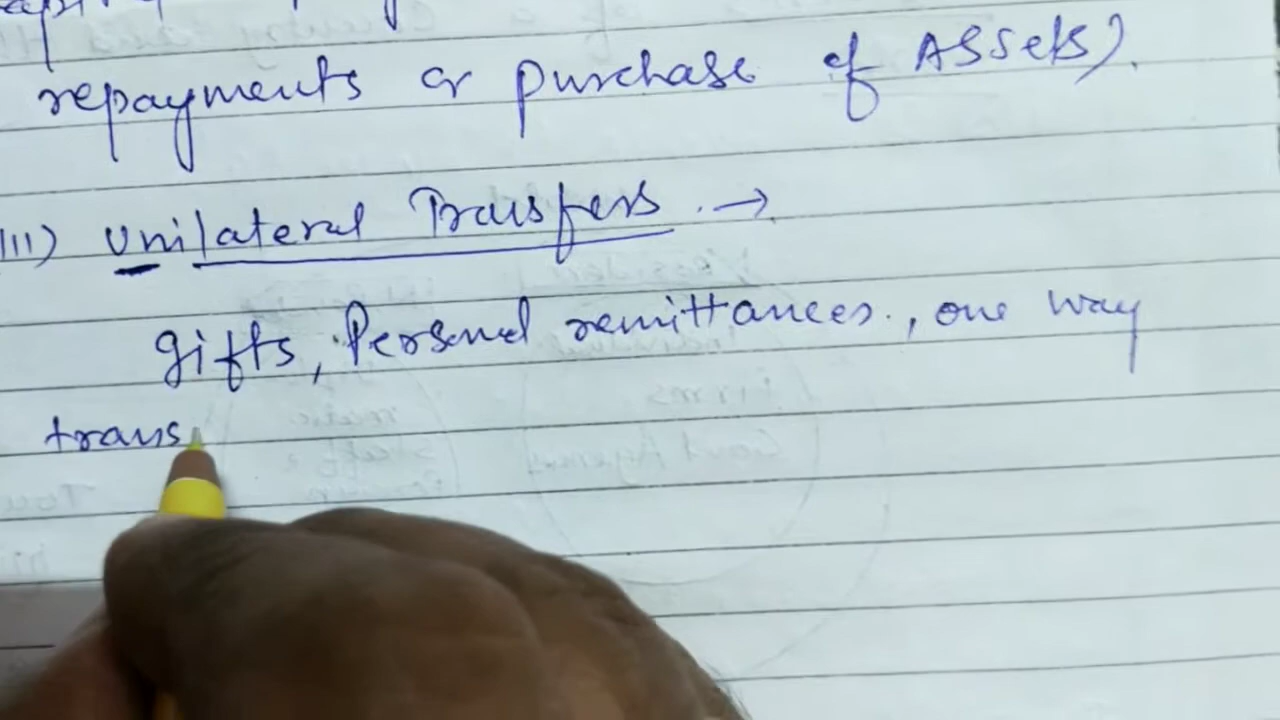 repayments or purchase of Assets).
III) Unilateral Transfers. →
gifts, Personal remittances., one way
trans